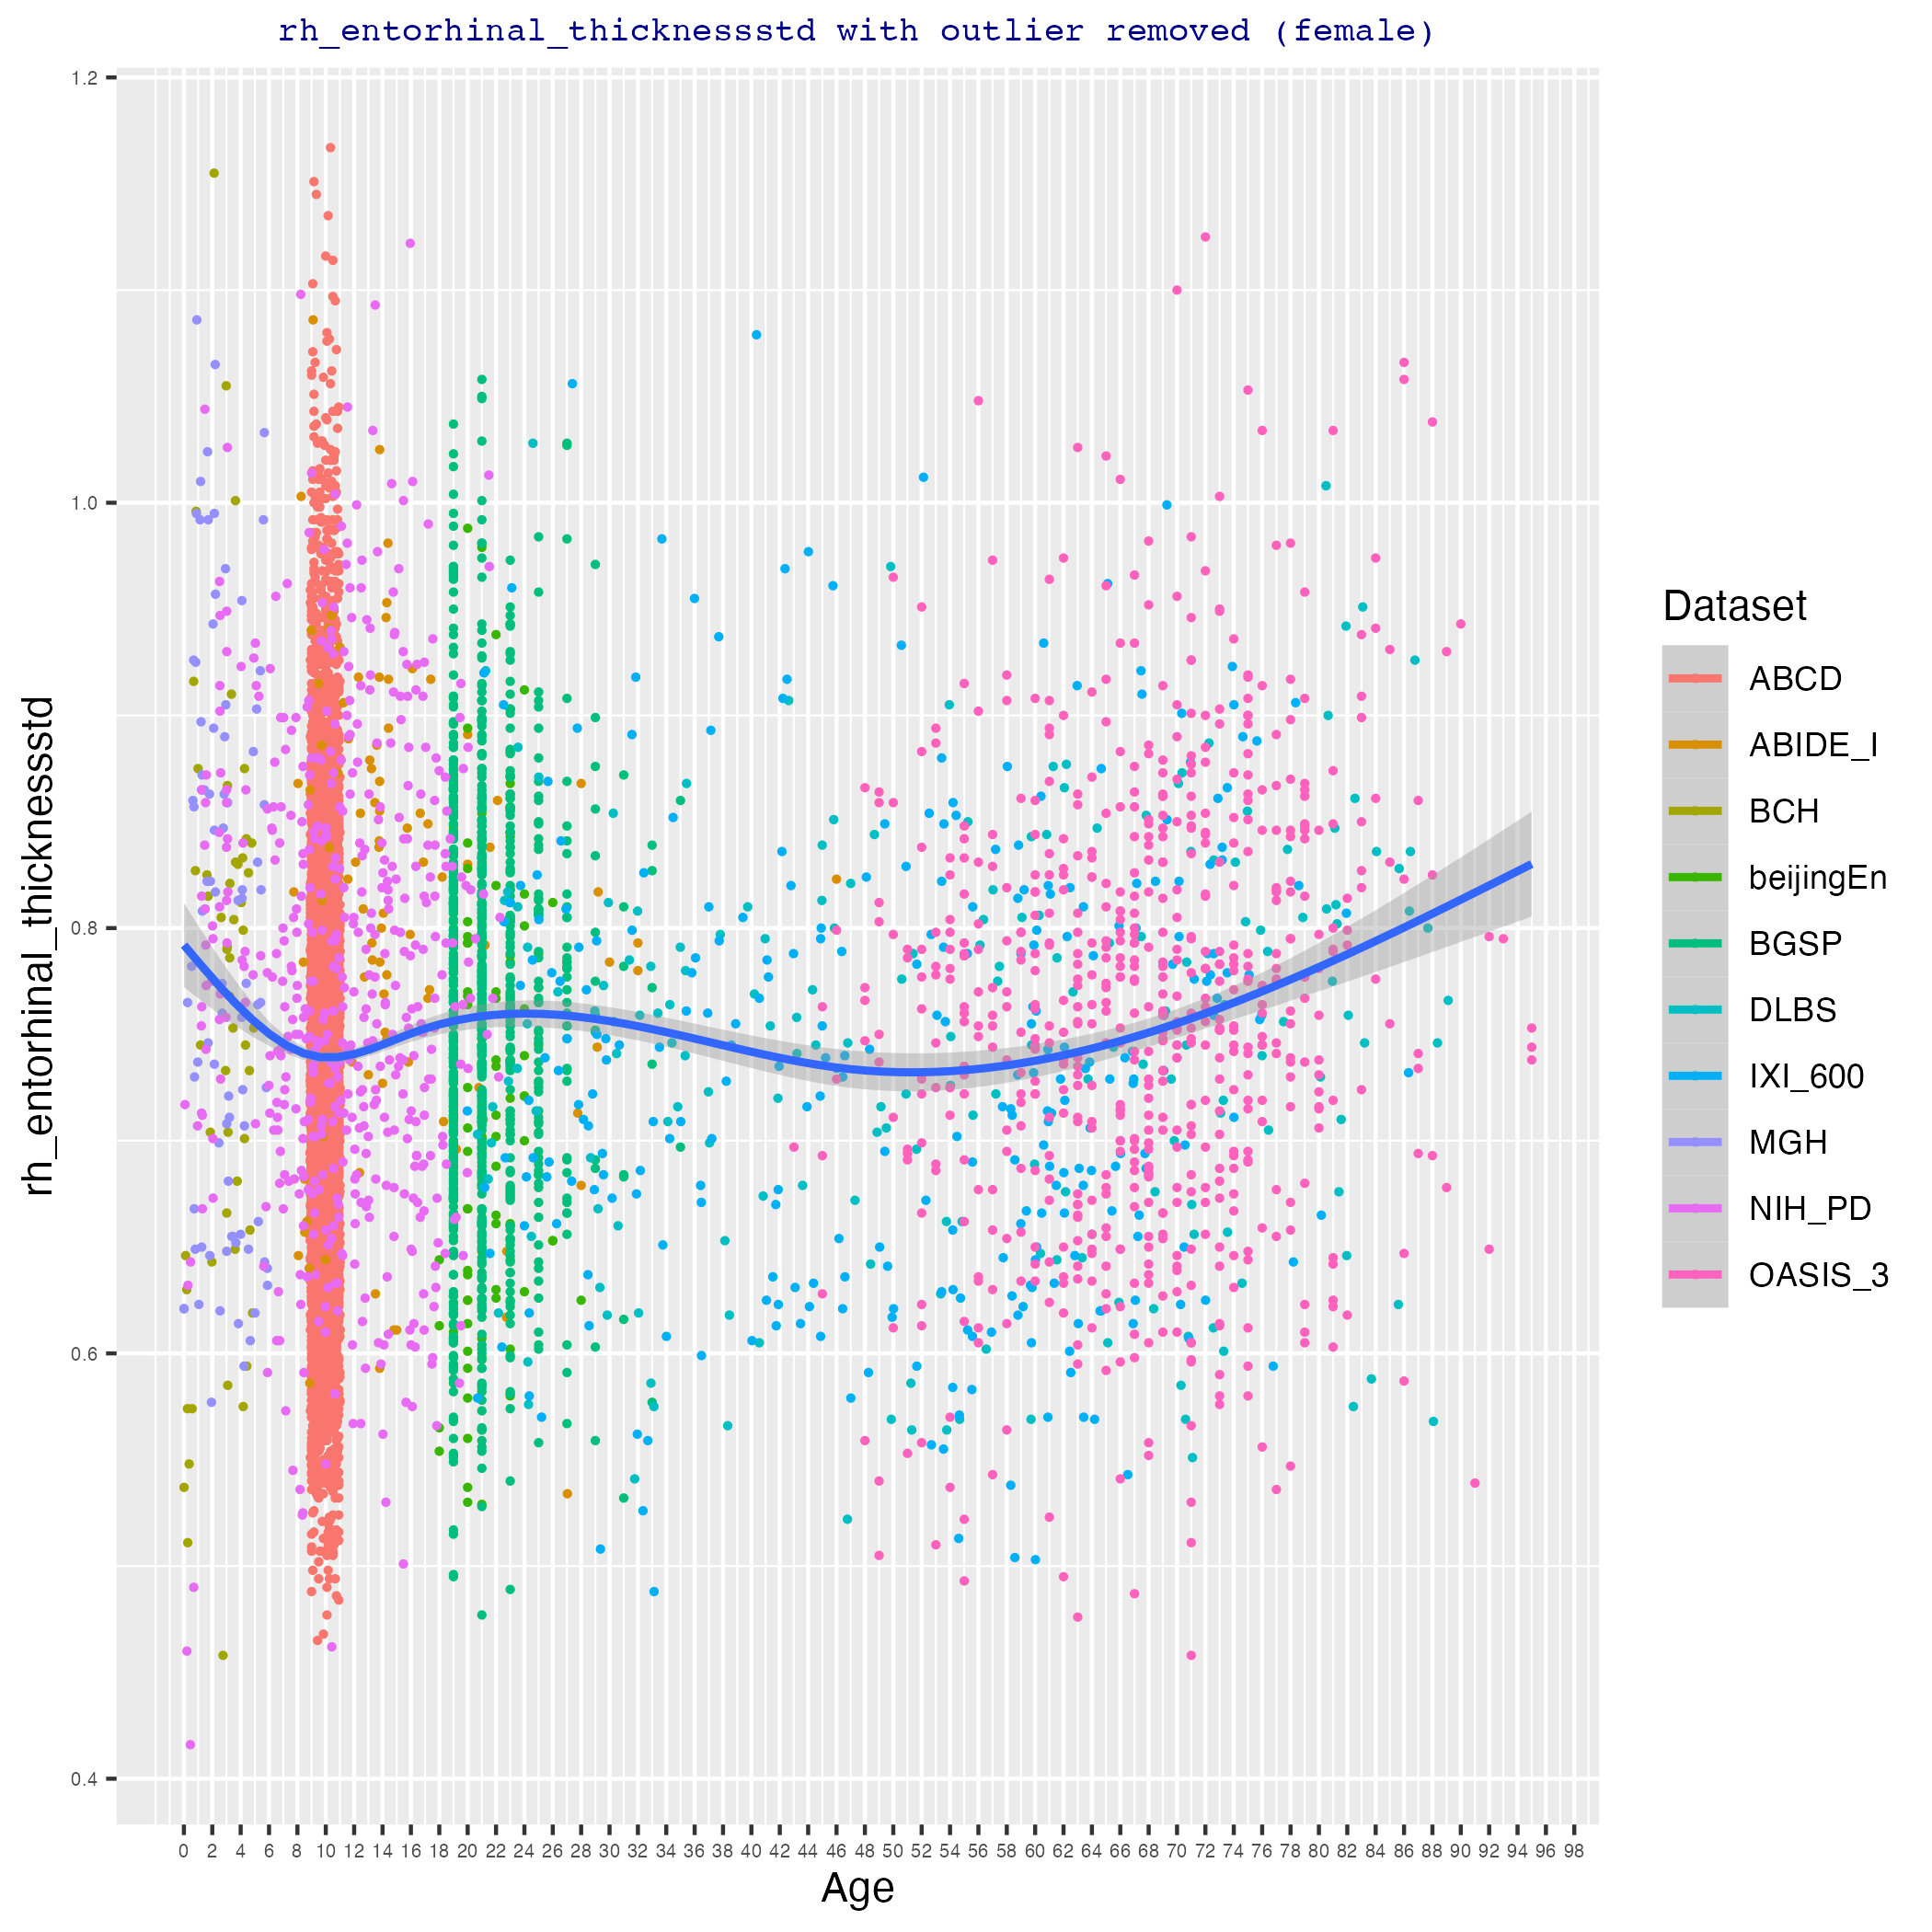 rh_entorhinal_thicknessstd with outlier removed (female)
rh_entorhinal_thicknessstd
1.2
1.0
0.8
0.6
0.4
0 2 4 6 8 10 12 14 16 18 20 22 24 26 28 30 32 34 36 38 40 42 44 46 48 50 52 54 56 58 60 62 64 66 68 70 72 74 76 78 80 82 84 86 88 90 92 94 96 98
Age
Dataset
ABCD
ABIDE_I
BCH
beijingEn
BGSP
DLBS
IXI_600
MGH
NIH_PD
OASIS_3